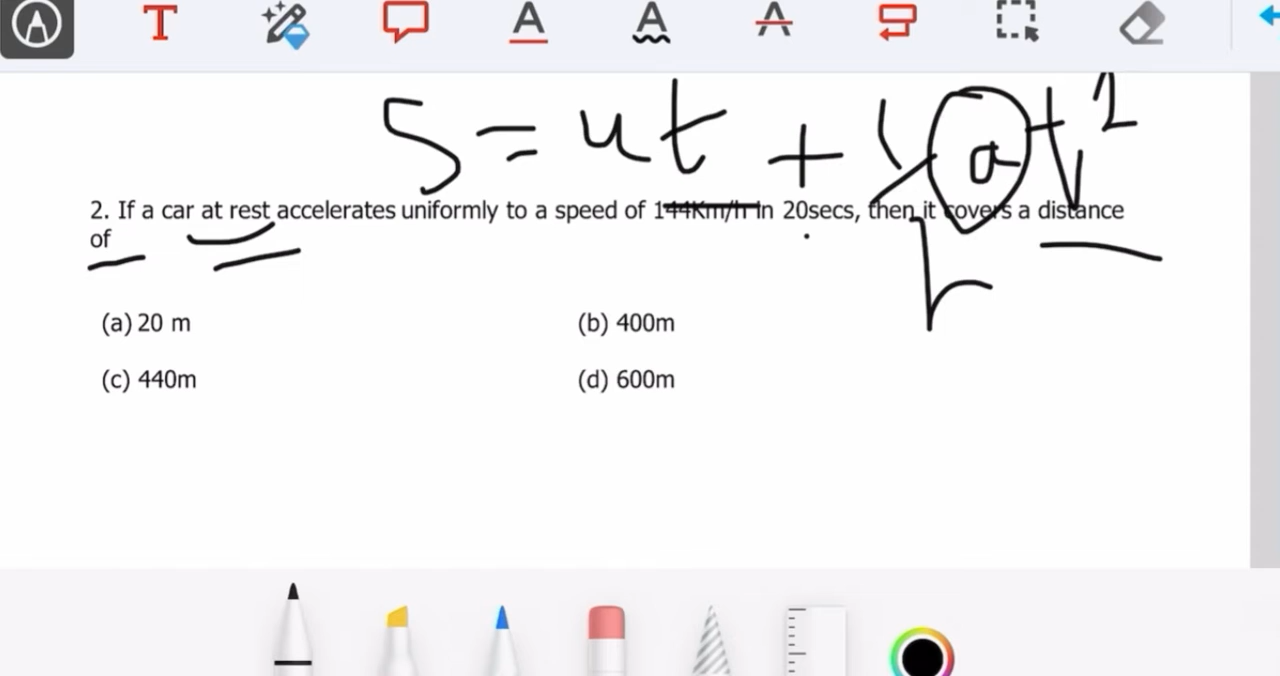 S = ut + 1/2 at²
2. If a car at rest accelerates uniformly to a speed of 144Km/h in 20secs, then it covers a distance
of
(a) 20 m
(b) 400m
(c) 440m
(d) 600m